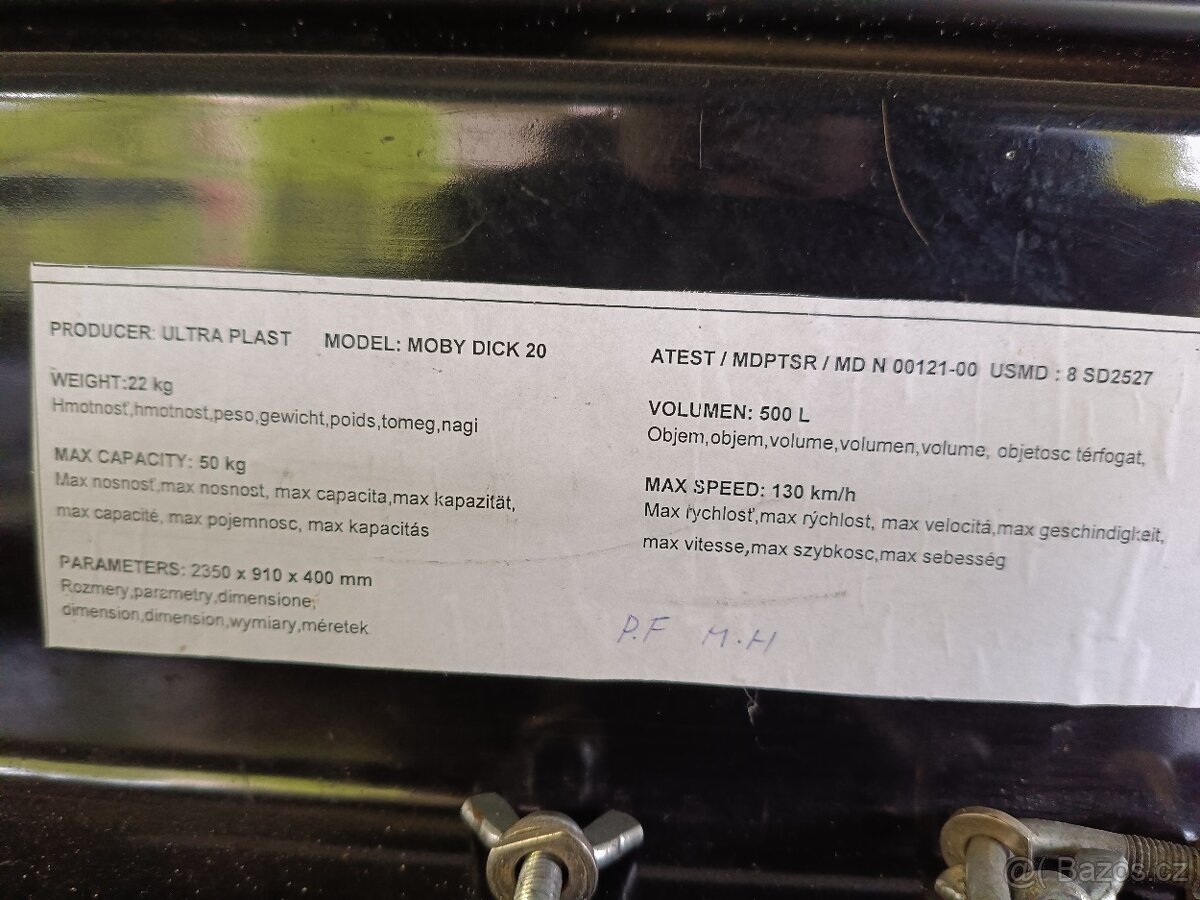 PRODUCER: ULTRA PLAST MODEL: MOBY DICK 20
WEIGHT:22 kg
Hmotnosť,hmotnost,peso,gewicht,poids,tomeg,nagi
MAX CAPACITY: 50 kg
Max nosnosť,max nosnost, max capacita,max kapazität,
max capacité, max pojemnosc, max kapacitás
PARAMETERS: 2350 x 910 x 400 mm
Rozmery,parametry,dimensione,
dimension,dimension,wymiary,méretek
ATEST / MDPTSR / MD N 00121-00 USMD : 8 SD2527
VOLUMEN: 500 L
Objem,objem,volume,volumen,volume, objetosc térfogat,
MAX SPEED: 130 km/h
Max rychlosť,max rýchlost, max velocitá,max geschindigkeit,
max vitesse,max szybkosc,max sebesség
P.F M.H
Bazoš.cz